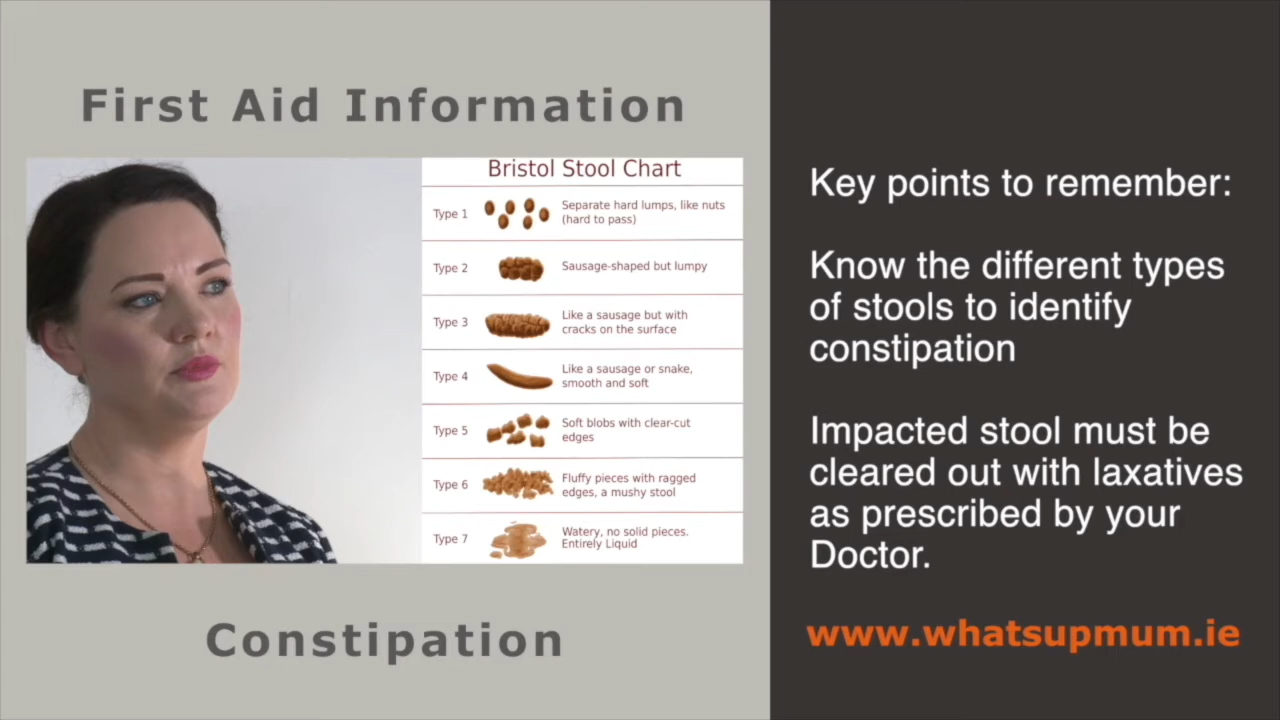 First Aid Information
Bristol Stool Chart
Type 1
Separate hard lumps, like nuts
(hard to pass)
Type 2
Sausage-shaped but lumpy
Type 3
Like a sausage but with
cracks on the surface
Type 4
Like a sausage or snake,
smooth and soft
Type 5
Soft blobs with clear-cut
edges
Type 6
Fluffy pieces with ragged
edges, a mushy stool
Type 7
Watery, no solid pieces.
Entirely Liquid
Constipation
Key points to remember:
Know the different types
of stools to identify
constipation
Impacted stool must be
cleared out with laxatives
as prescribed by your
Doctor.
www.whatsupmum.ie